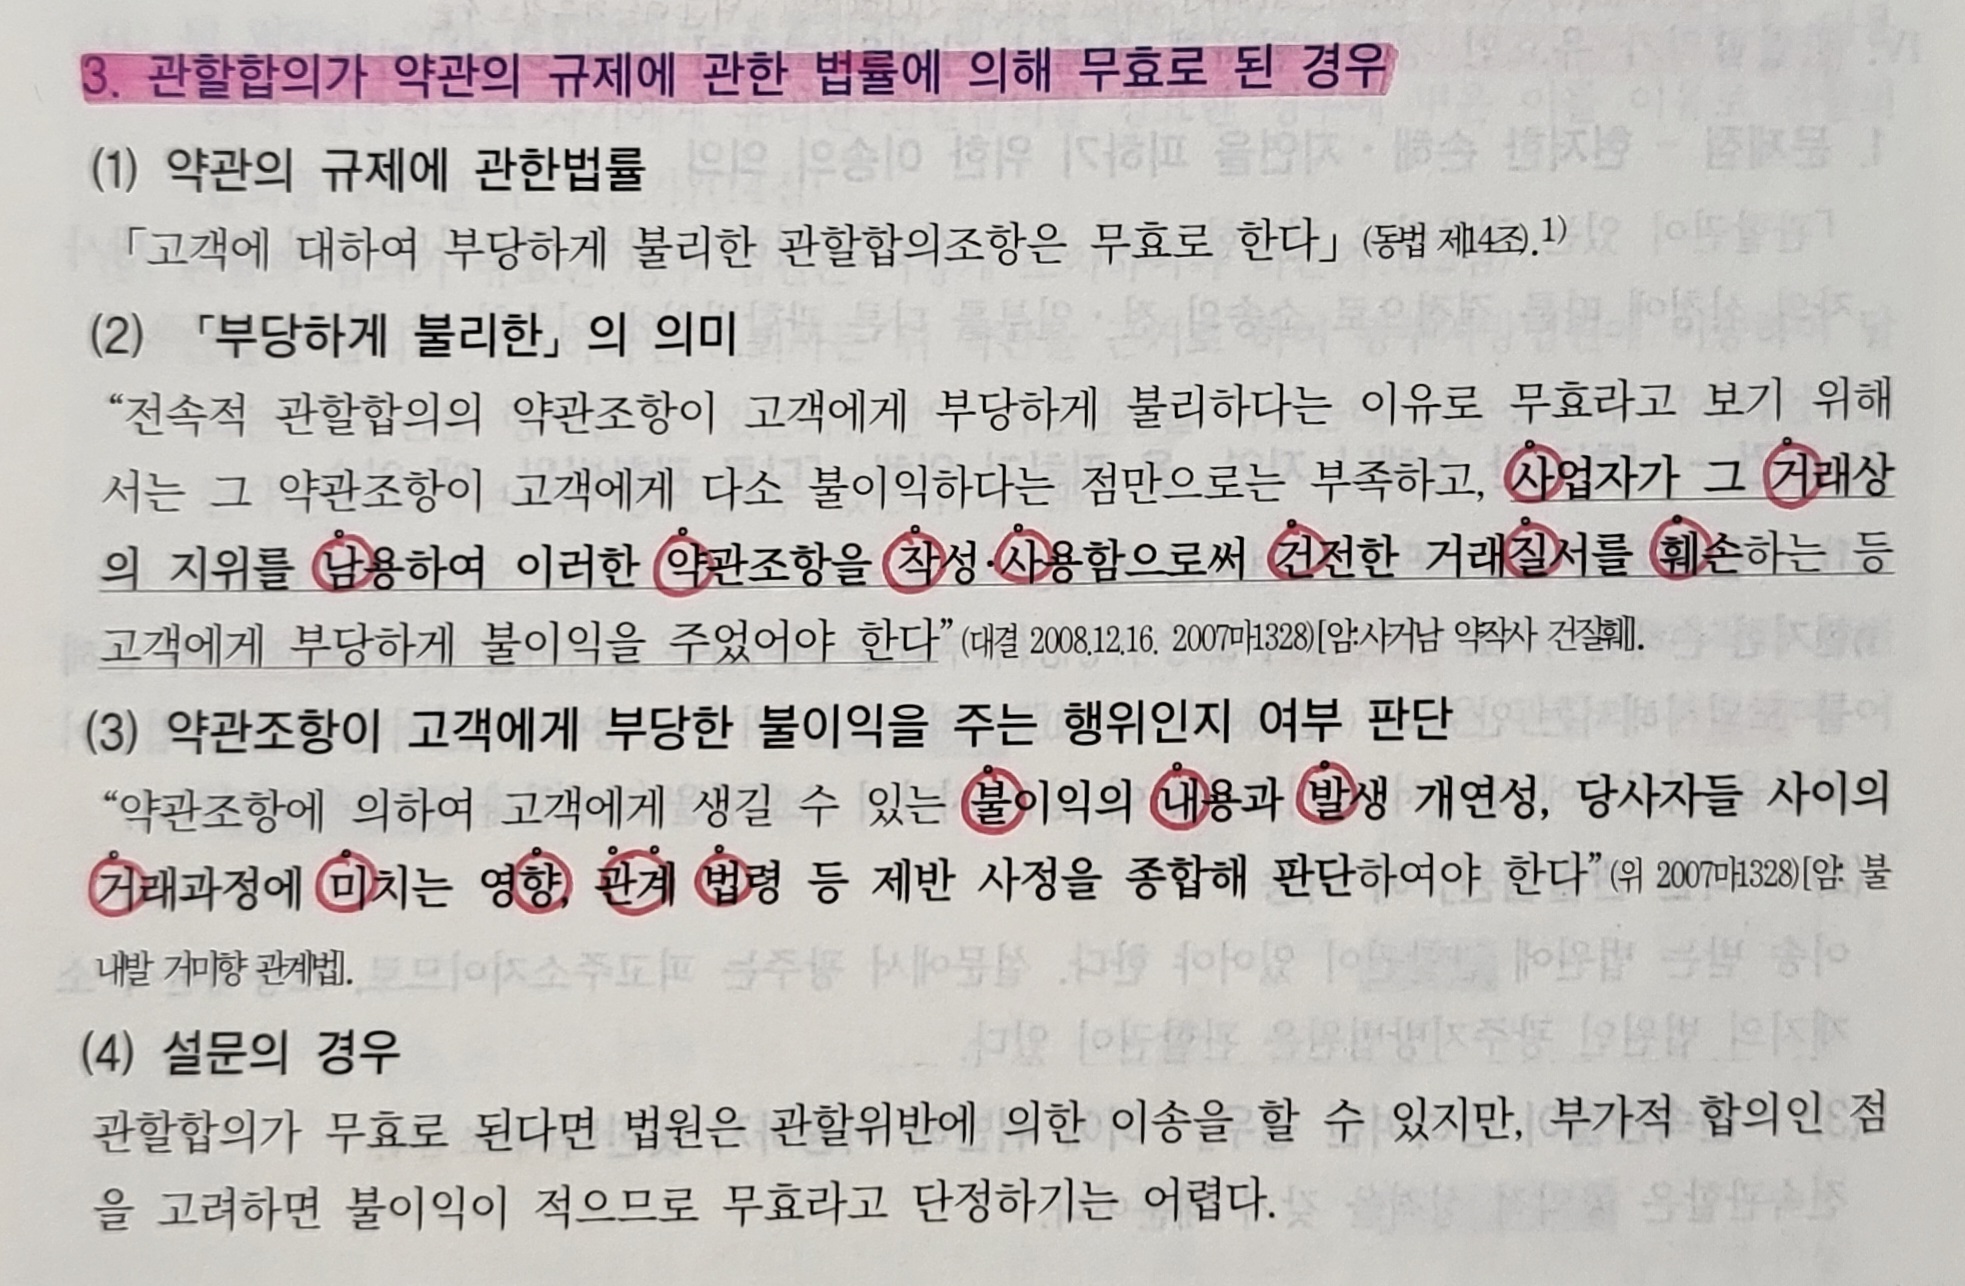 3. 관할합의가 약관의 규제에 관한 법률에 의해 무효로 된 경우
(1) 약관의 규제에 관한법률
「고객에 대하여 부당하게 불리한 관할합의조항은 무효로 한다」(동법 제14조).1)
(2) 「부당하게 불리한」의 의미
“전속적 관할합의의 약관조항이 고객에게 부당하게 불리하다는 이유로 무효라고 보기 위해
서는 그 약관조항이 고객에게 다소 불이익하다는 점만으로는 부족하고, 사업자가 그 거래상
의 지위를 남용하여 이러한 약관조항을 작성·사용함으로써 건전한 거래질서를 훼손하는 등
고객에게 부당하게 불이익을 주었어야 한다”(대결 2008.12.16. 2007마1328)[암:사거남 약작사 건질훼].
(3) 약관조항이 고객에게 부당한 불이익을 주는 행위인지 여부 판단
“약관조항에 의하여 고객에게 생길 수 있는 불이익의 내용과 발생 개연성, 당사자들 사이의
거래과정에 미치는 영향, 관계 법령 등 제반 사정을 종합해 판단하여야 한다”(위 2007마1328)[암: 불
내발 거미향 관계법].
(4) 설문의 경우
관할합의가 무효로 된다면 법원은 관할위반에 의한 이송을 할 수 있지만, 부가적 합의인 점
을 고려하면 불이익이 적으므로 무효라고 단정하기는 어렵다.